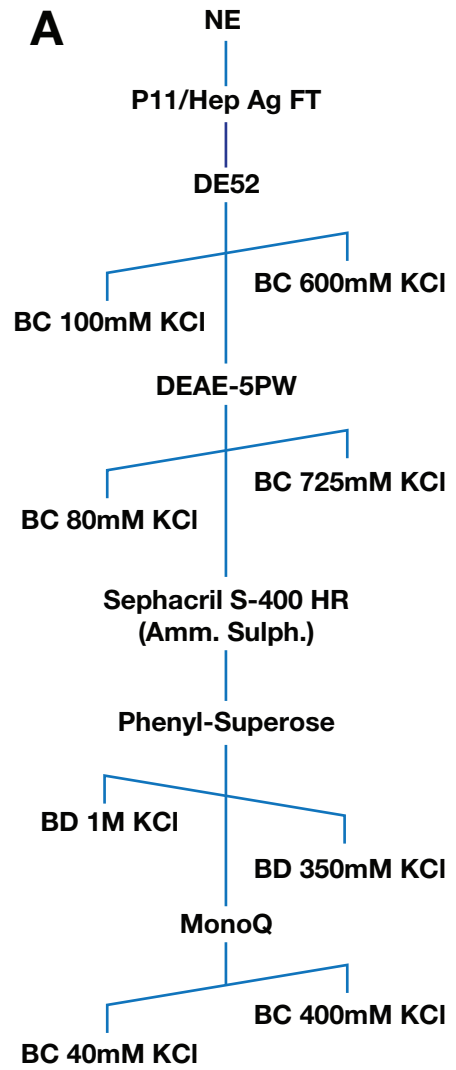 A
NE
P11/Hep Ag FT
DE52
BC 600mM KCl
BC 100mM KCl
DEAE-5PW
BC 725mM KCl
BC 80mM KCl
Sephacril S-400 HR
(Amm. Sulph.)
Phenyl-Superose
BD 1M KCl
BD 350mM KCl
MonoQ
BC 400mM KCl
BC 40mM KCl